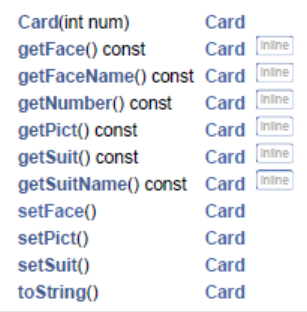 Card(int num) Card
getFace() const Card Inline
getFaceName() const Card Inline
getNumber() const Card Inline
getPict() const Card Inline
getSuit() const Card Inline
getSuitName() const Card Inline
setFace() Card
setPict() Card
setSuit() Card
toString() Card